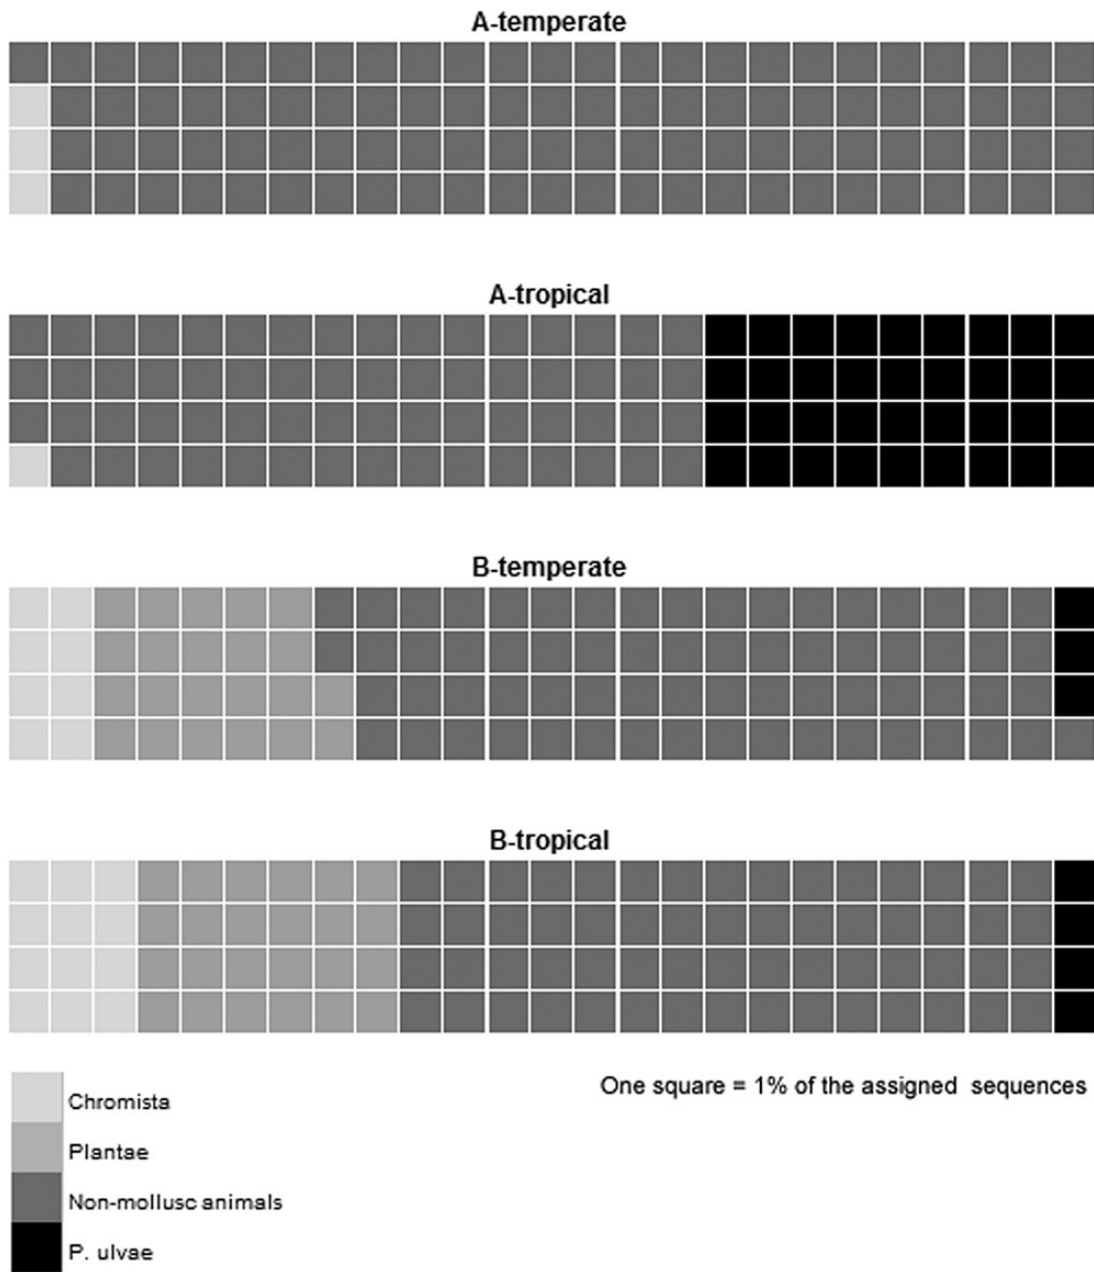 A-temperate
A-tropical
B-temperate
B-tropical
One square = 1% of the assigned sequences
Chromista
Plantae
Non-mollusc animals
P. ulvae